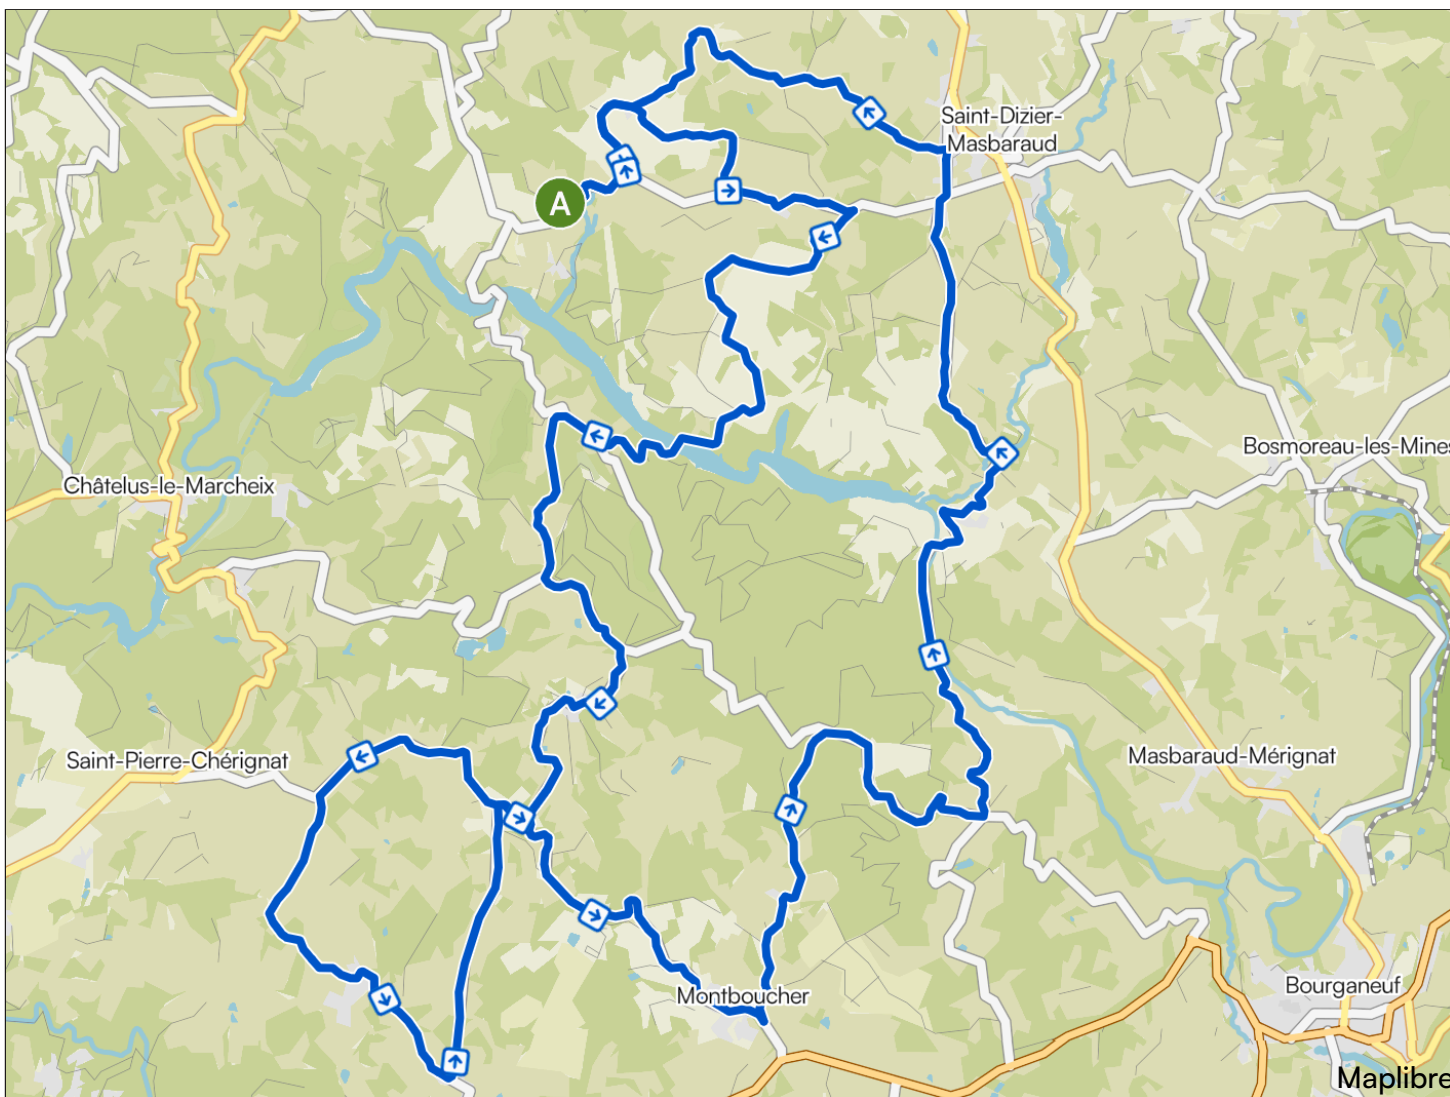 Saint-Dizier-
Masbaraud
A
Bosmoreau-les-Mines
Châtelus-le-Marcheix
Masbaraud-Mérignat
Saint-Pierre-Chérignat
Bourganeuf
Montboucher
Maplibre